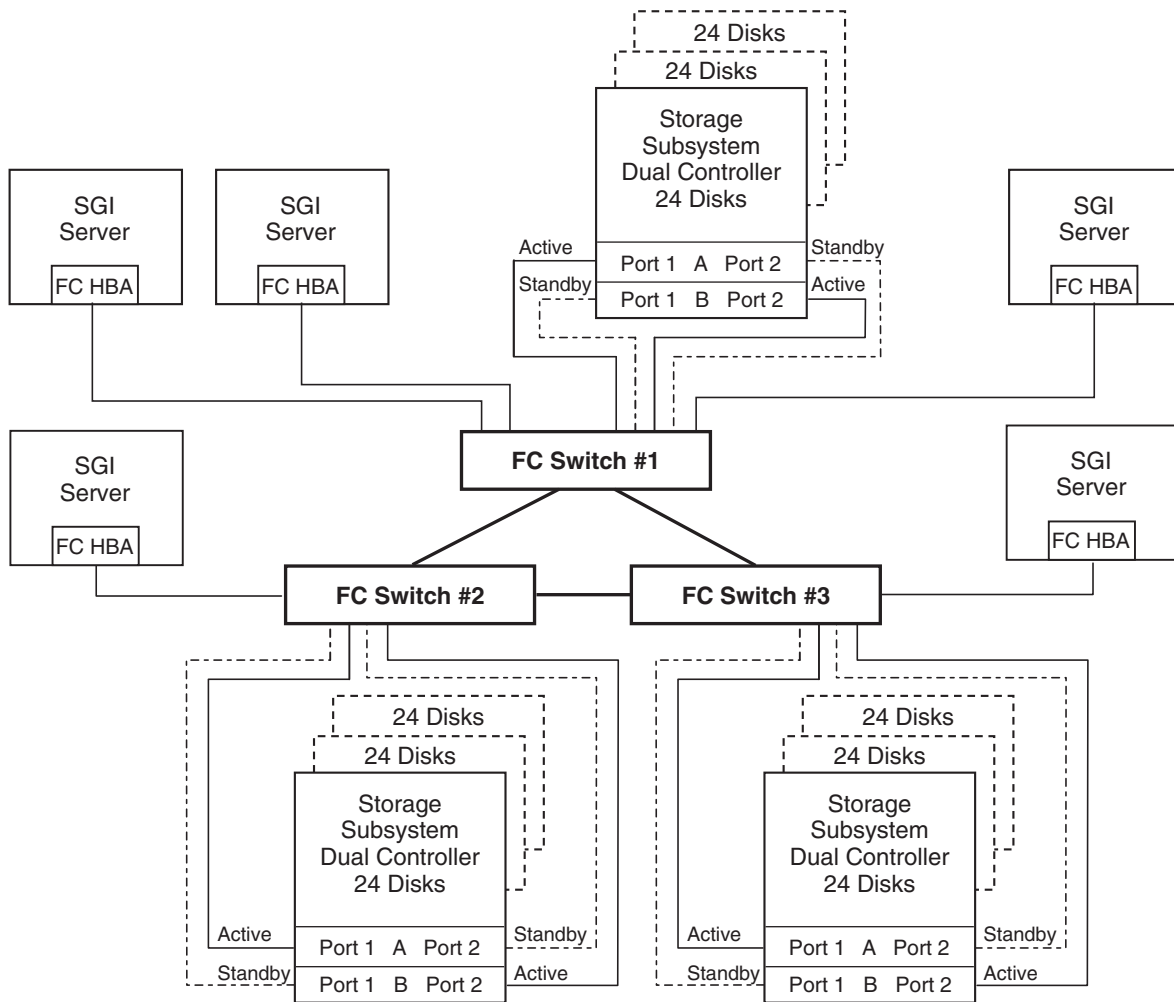 24 Disks
24 Disks
Storage
Subsystem
Dual Controller
24 Disks
Active
Port 1 A Port 2
Standby
Standby
Port 1 B Port 2
Active
SGI
Server
FC HBA
SGI
Server
FC HBA
SGI
Server
FC HBA
FC Switch #1
SGI
Server
FC HBA
SGI
Server
FC HBA
FC Switch #2
FC Switch #3
24 Disks
24 Disks
Storage
Subsystem
Dual Controller
24 Disks
Active
Port 1 A Port 2
Standby
Standby
Port 1 B Port 2
Active
24 Disks
24 Disks
Storage
Subsystem
Dual Controller
24 Disks
Active
Port 1 A Port 2
Standby
Standby
Port 1 B Port 2
Active